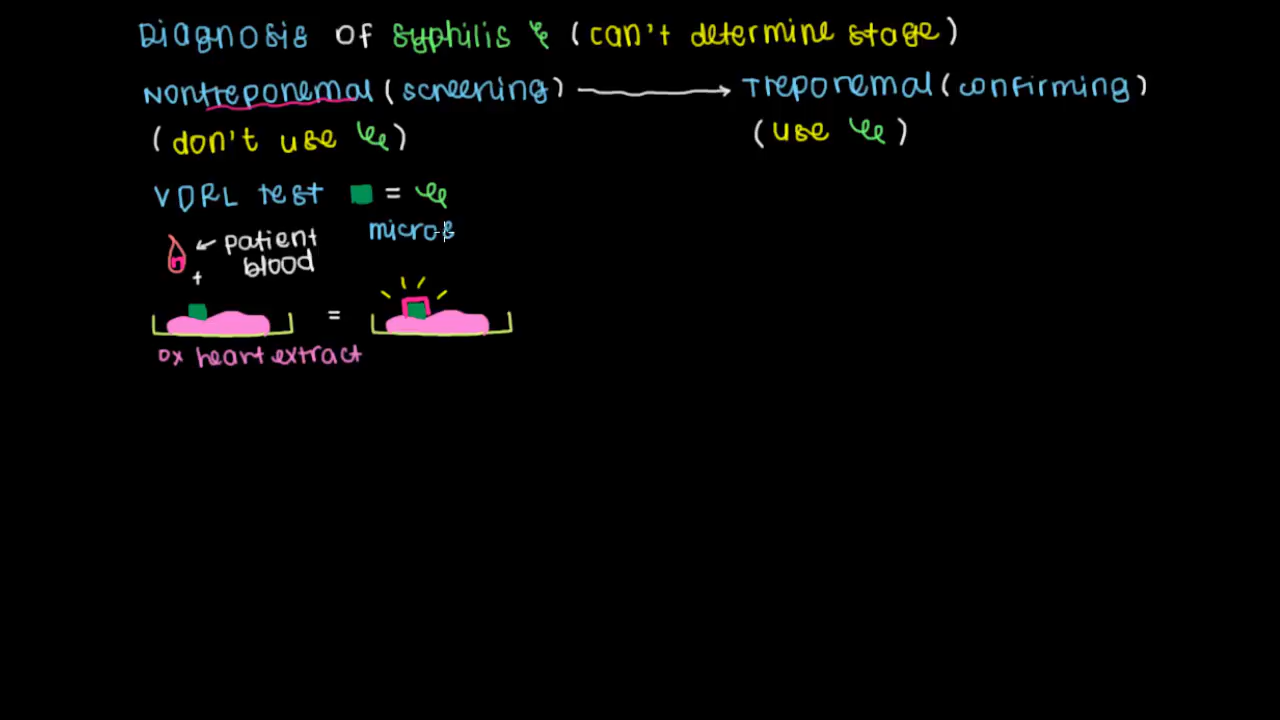 Diagnosis of syphilis (can't determine stage)
Nontreponemal (screening) Treponemal (confirming)
(don't use ) (use )
VDRL test =
micros
patient
+ blood
=
ox heart extract